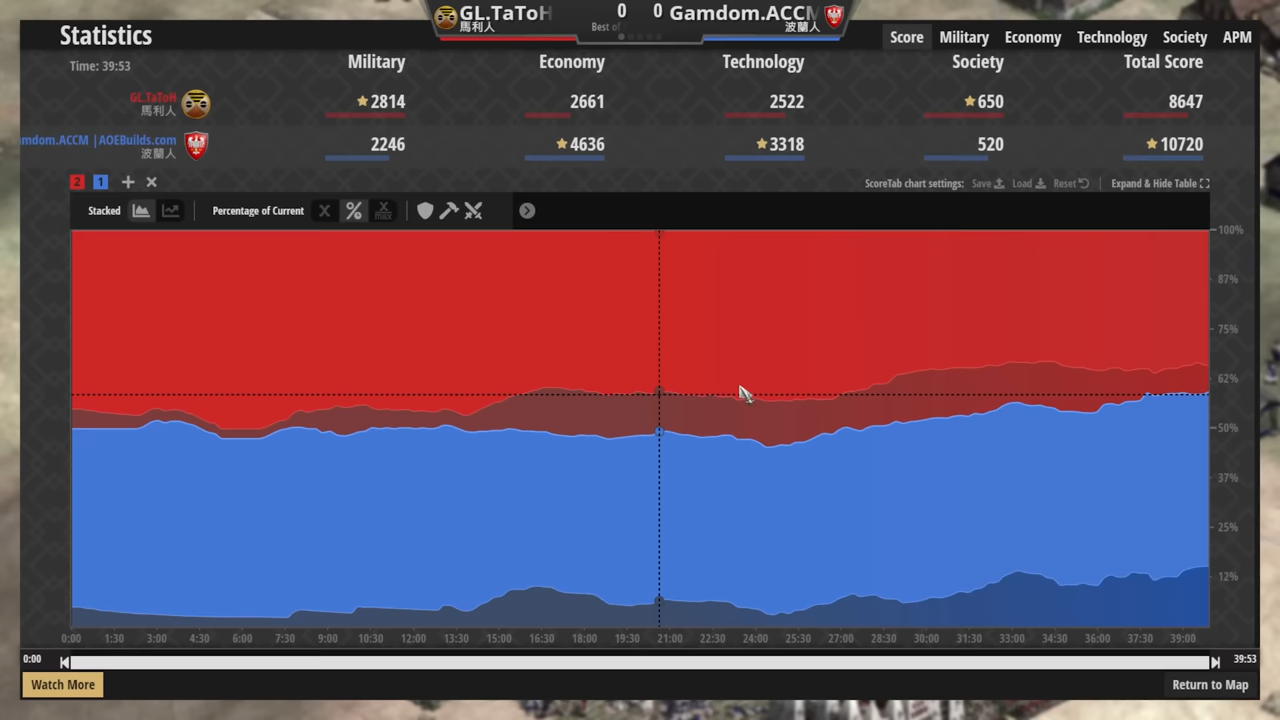 GL.TaToH
馬利人
0
0
Gamdom.ACCM
波蘭人
Best of
Statistics
Score
Military
Economy
Technology
Society
APM
Time: 39:53
Military
Economy
Technology
Society
Total Score
GL.TaToH
馬利人
2814
2661
2522
650
8647
mdom.ACCM |AOEBuilds.com
波蘭人
2246
4636
3318
520
10720
2
1
ScoreTab chart settings:
Save
Load
Reset
Expand & Hide Table
Stacked
Percentage of Current
X
%
X
max
100%
87%
75%
62%
50%
37%
25%
12%
0:00
1:30
3:00
4:30
6:00
7:30
9:00
10:30
12:00
13:30
15:00
16:30
18:00
19:30
21:00
22:30
24:00
25:30
27:00
28:30
30:00
31:30
33:00
34:30
36:00
37:30
39:00
0:00
39:53
Watch More
Return to Map